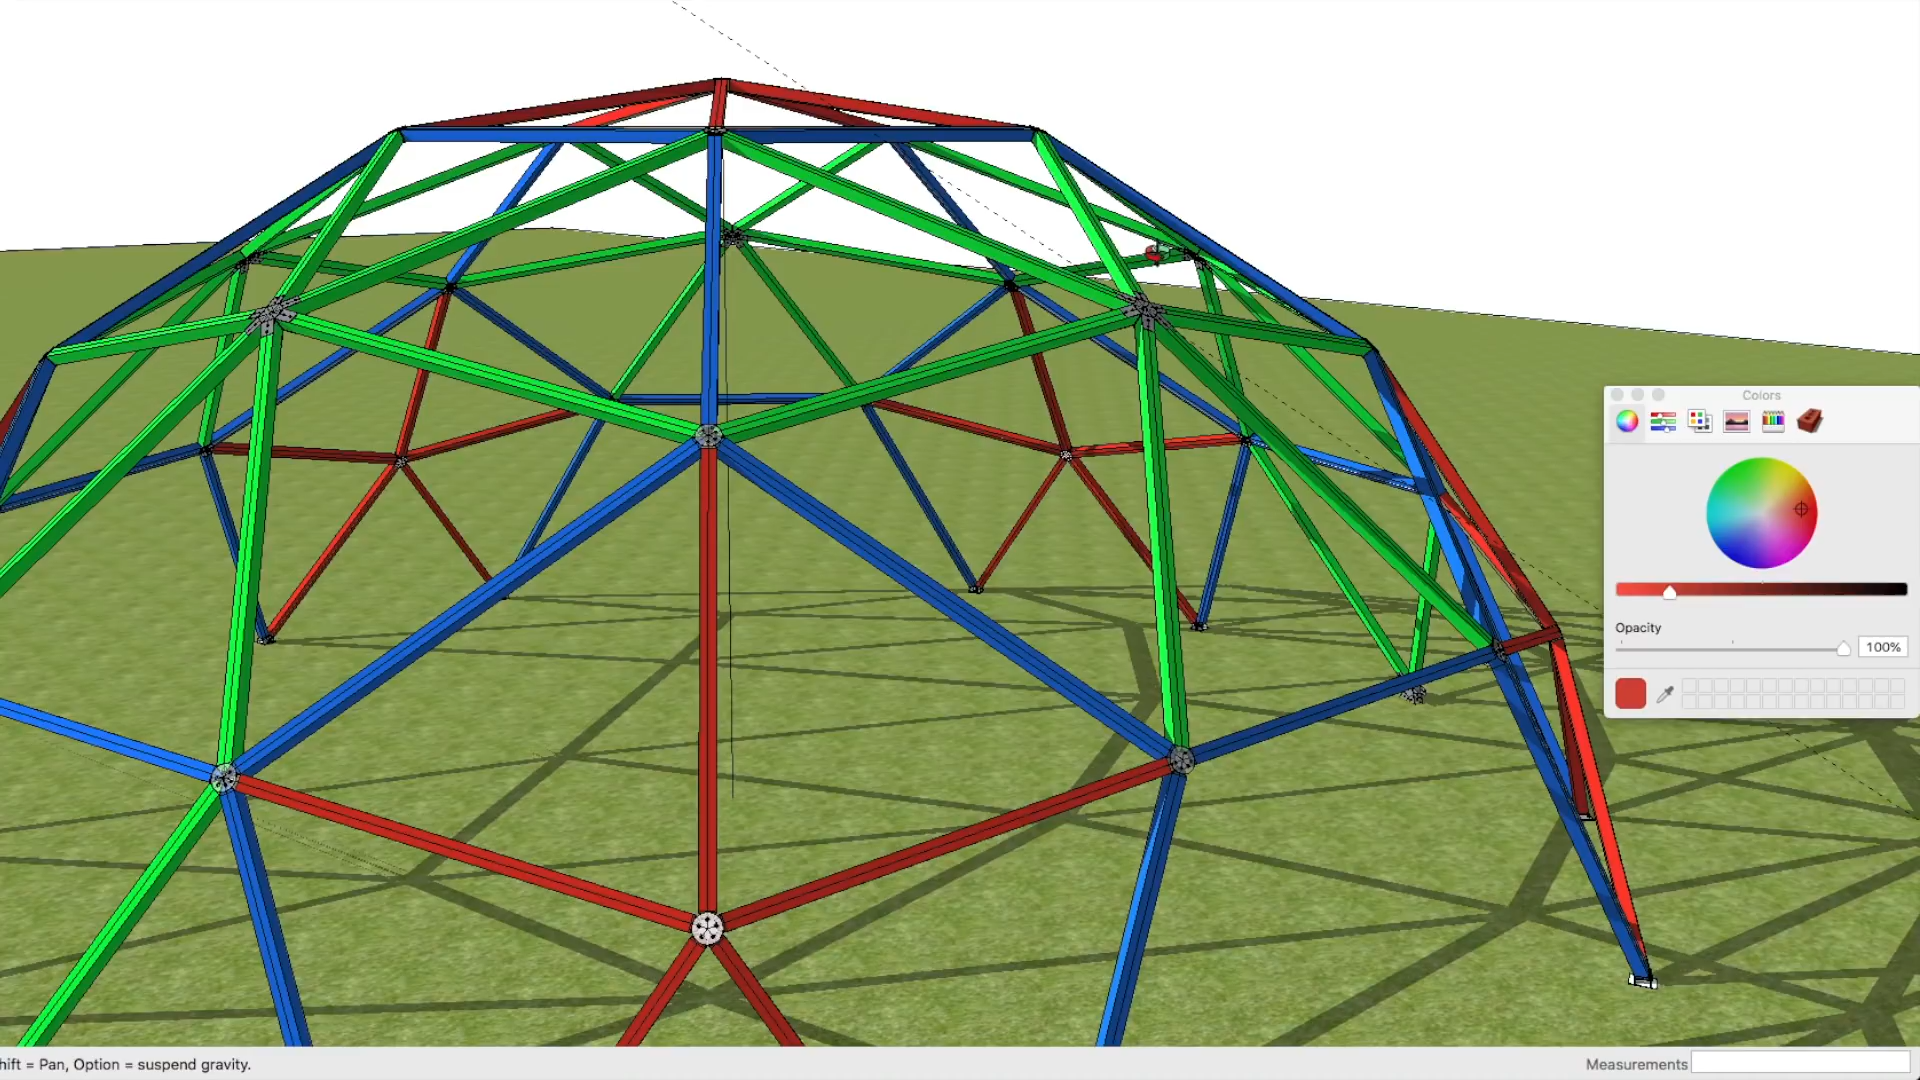 Colors
Opacity
100%
hift = Pan, Option = suspend gravity.
Measurements